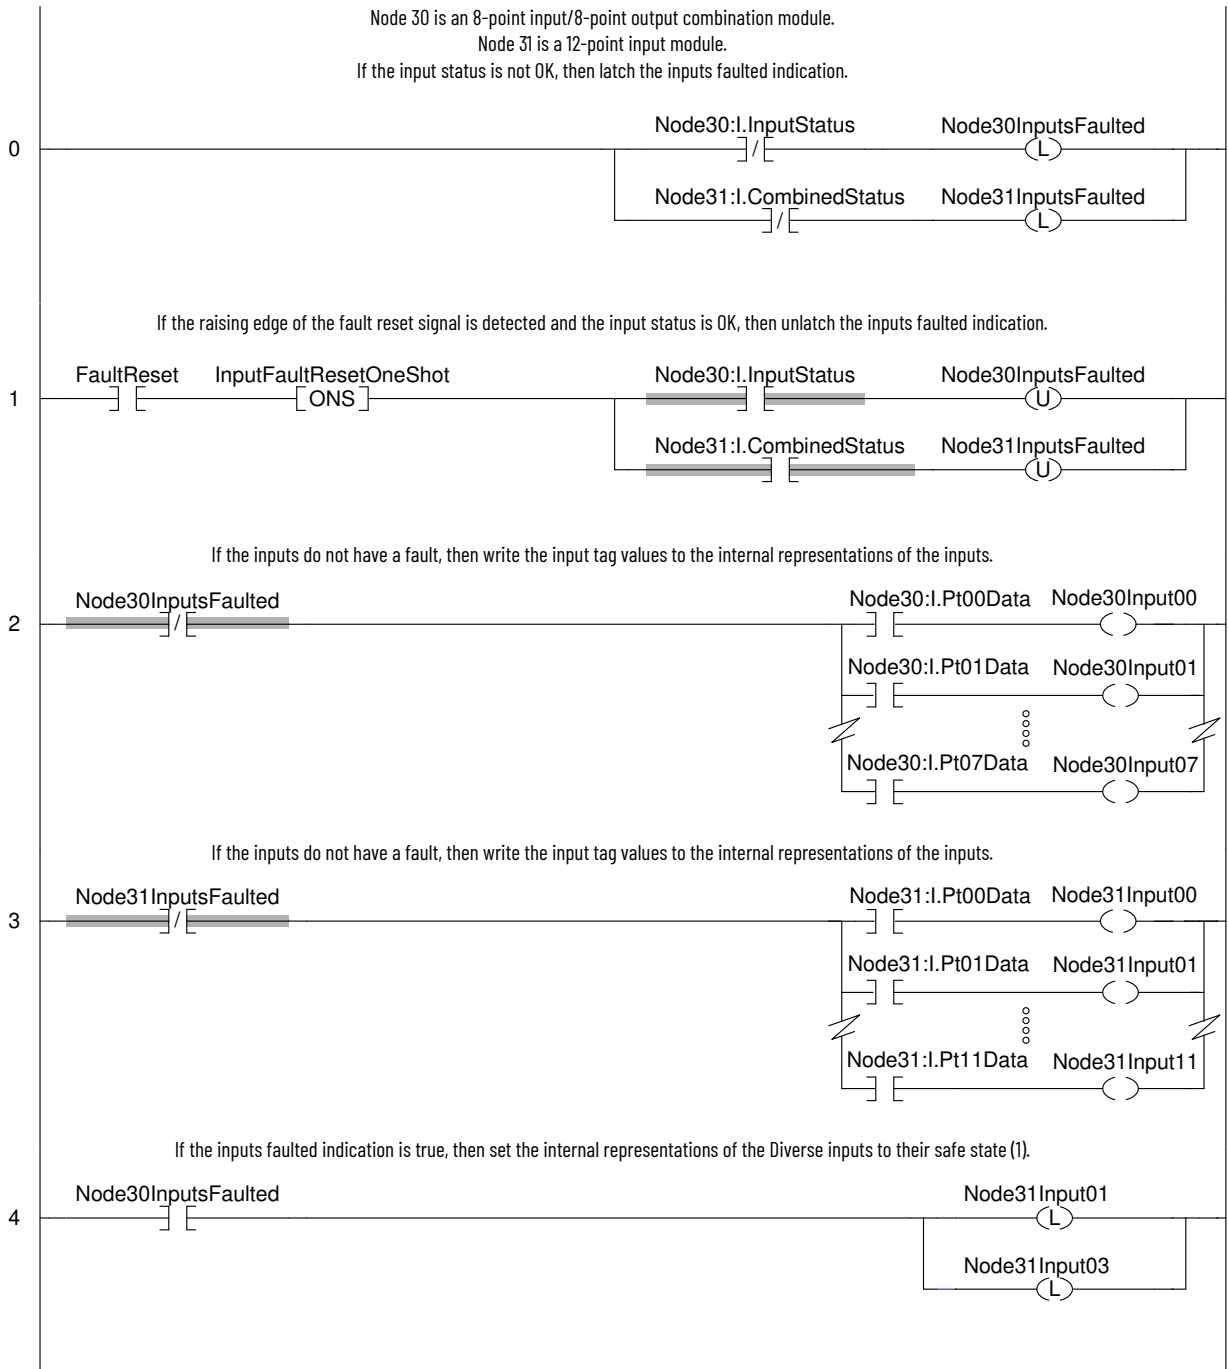 Node 30 is an 8-point input/8-point output combination module.
Node 31 is a 12-point input module.
If the input status is not OK, then latch the inputs faulted indication.
Node30:I.InputStatus Node30InputsFaulted
0 / L
Node31:I.CombinedStatus Node31InputsFaulted
/ L
If the raising edge of the fault reset signal is detected and the input status is OK, then unlatch the inputs faulted indication.
FaultReset InputFaultResetOneShot Node30:I.InputStatus Node30InputsFaulted
1 ONS U
Node31:I.CombinedStatus Node31InputsFaulted
U
If the inputs do not have a fault, then write the input tag values to the internal representations of the inputs.
Node30InputsFaulted Node30:I.Pt00Data Node30Input00
2 /
Node30:I.Pt01Data Node30Input01
Node30:I.Pt07Data Node30Input07
If the inputs do not have a fault, then write the input tag values to the internal representations of the inputs.
Node31InputsFaulted Node31:I.Pt00Data Node31Input00
3 /
Node31:I.Pt01Data Node31Input01
Node31:I.Pt11Data Node31Input11
If the inputs faulted indication is true, then set the internal representations of the Diverse inputs to their safe state (1).
Node30InputsFaulted Node31Input01
4 L
Node31Input03
L